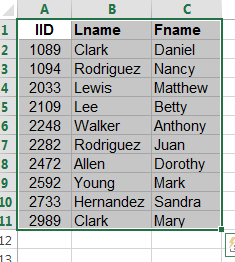 A B C
1 IID Lname Fname
2 1089 Clark Daniel
3 1094 Rodriguez Nancy
4 2033 Lewis Matthew
5 2109 Lee Betty
6 2248 Walker Anthony
7 2282 Rodriguez Juan
8 2472 Allen Dorothy
9 2592 Young Mark
10 2733 Hernandez Sandra
11 2989 Clark Mary
12
13